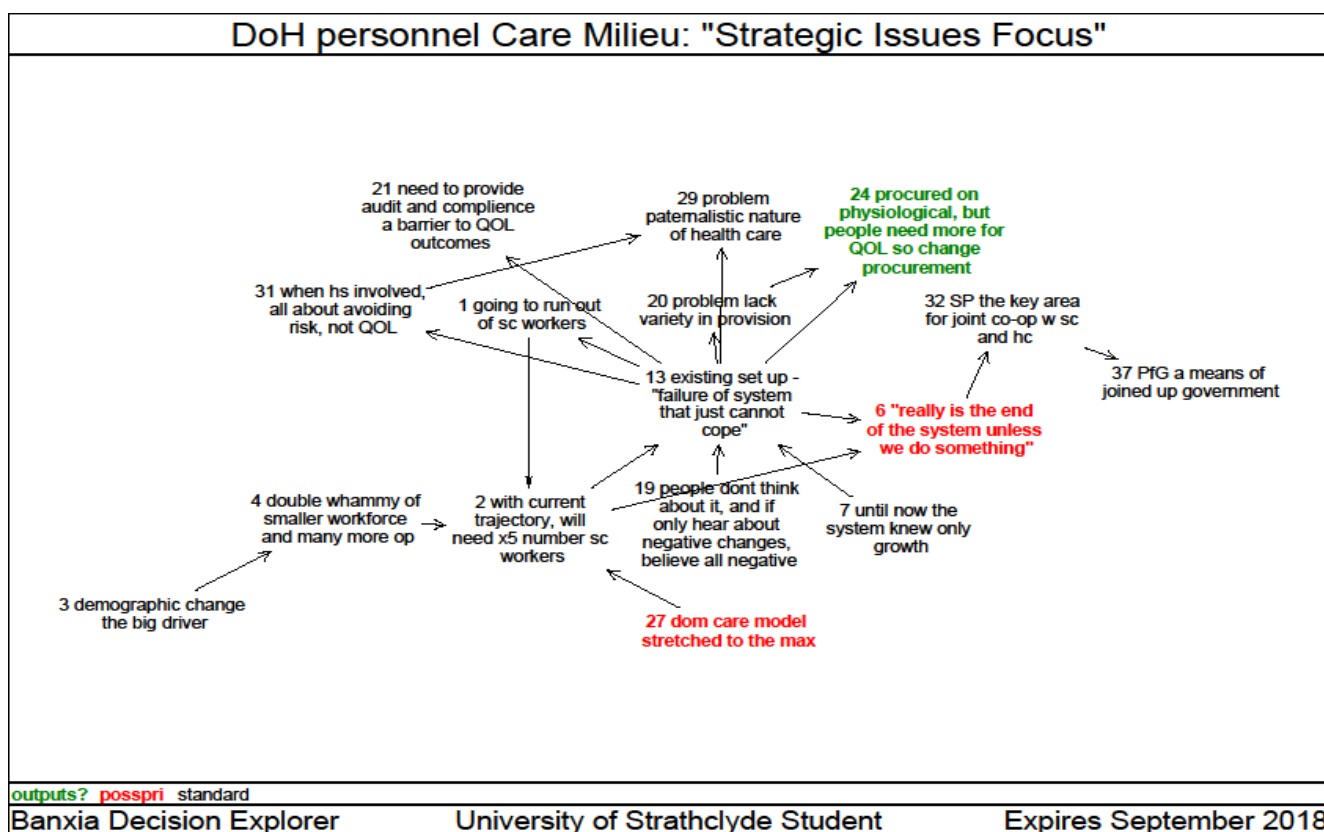 DoH personnel Care Milieu: "Strategic Issues Focus"
21 need to provide
audit and complience
a barrier to QOL
outcomes
29 problem
paternalistic nature
of health care
24 procured on
physiological, but
people need more for
QOL so change
procurement
31 when hs involved,
all about avoiding
risk, not QOL
1 going to run out
of sc workers
20 problem lack
variety in provision
32 SP the key area
for joint co-op w sc
and hc
13 existing set up -
"failure of system
that just cannot
cope"
37 PfG a means of
joined up government
6 "really is the end
of the system unless
we do something"
4 double whammy of
smaller workforce
and many more op
2 with current
trajectory, will
need x5 number sc
workers
19 people dont think
about it, and if
only hear about
negative changes,
believe all negative
7 until now the
system knew only
growth
3 demographic change
the big driver
27 dom care model
stretched to the max
outputs? posspri standard
Banxia Decision Explorer University of Strathclyde Student Expires September 2018